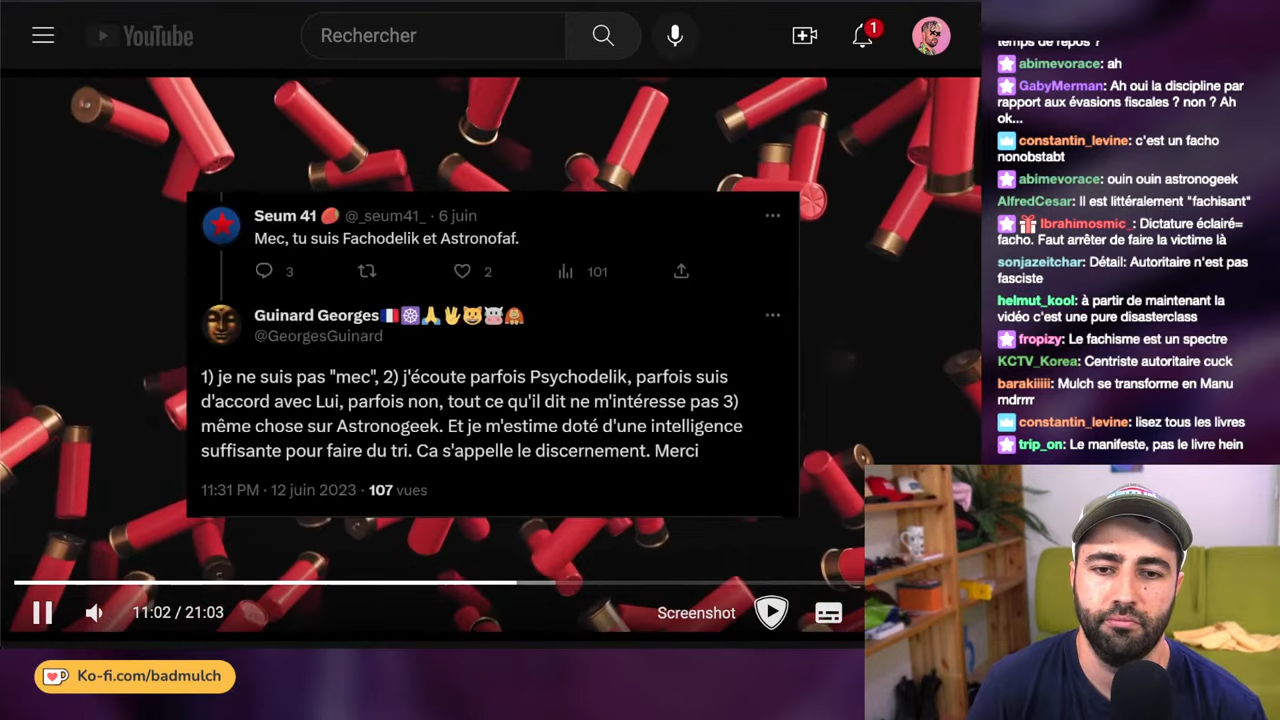 YouTube
Rechercher
1
Seum 41 @_seum41_ · 6 juin
Mec, tu suis Fachodelik et Astronofaf.
3
2
101
Guinard Georges
@GeorgesGuinard
1) je ne suis pas "mec", 2) j'écoute parfois Psychodelik, parfois suis
d'accord avec Lui, parfois non, tout ce qu'il dit ne m'intéresse pas 3)
même chose sur Astronogeek. Et je m'estime doté d'une intelligence
suffisante pour faire du tri. Ca s'appelle le discernement. Merci
11:31 PM · 12 juin 2023 · 107 vues
11:02 / 21:03
Screenshot
Ko-fi.com/badmulch
temps de repos ?
abimevorace: ah
GabyMerman: Ah oui la discipline par
rapport aux évasions fiscales ? non ? Ah
ok...
constantin_levine: c'est un facho
nonobstabt
abimevorace: ouin ouin astronogeek
AlfredCesar: Il est littéralement "fachisant"
Ibrahimosmic_: Dictature éclairé=
facho. Faut arrêter de faire la victime là
sonjazeitchar: Détail: Autoritaire n'est pas
fasciste
helmut_kool: à partir de maintenant la
vidéo c'est une pure disasterclass
fropizy: Le fachisme est un spectre
KCTV_Korea: Centriste autoritaire cuck
barakiiiii: Mulch se transforme en Manu
mdrrr
constantin_levine: lisez tous les livres
trip_on: Le manifeste, pas le livre hein